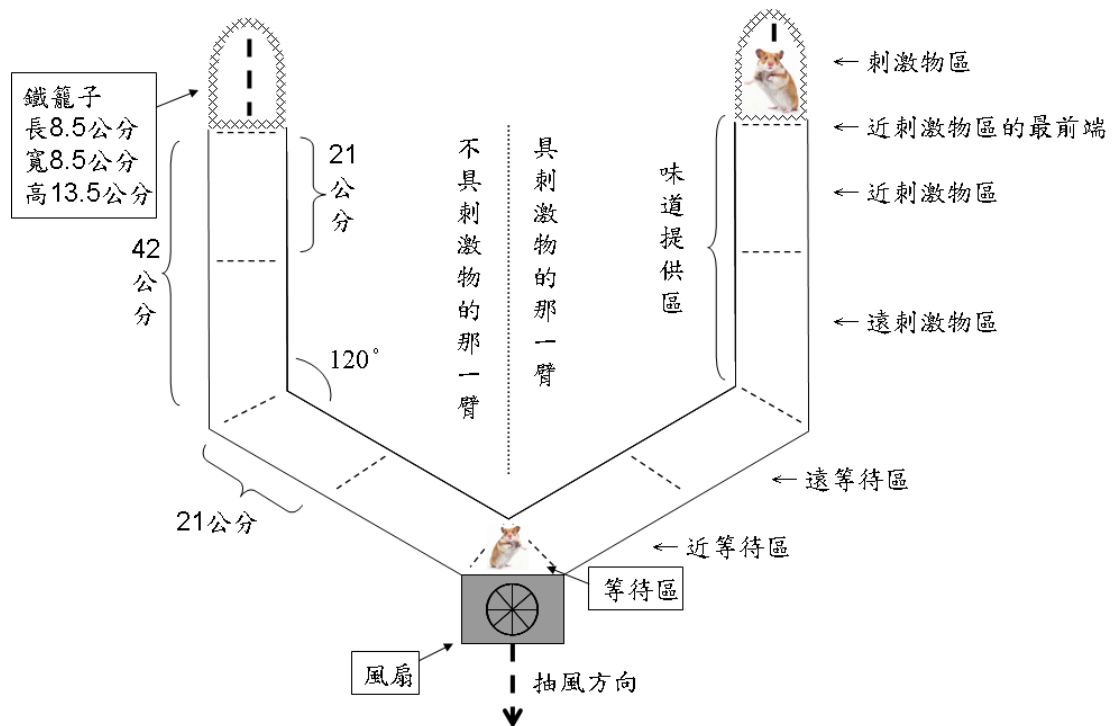 鐵籠子
長8.5公分
寬8.5公分
高13.5公分
42公分
21公分
120°
21公分
不具刺激物的那一臂
具刺激物的那一臂
味道提供區
←刺激物區
←近刺激物區的最前端
←近刺激物區
←遠刺激物區
←遠等待區
←近等待區
等待區
風扇
抽風方向